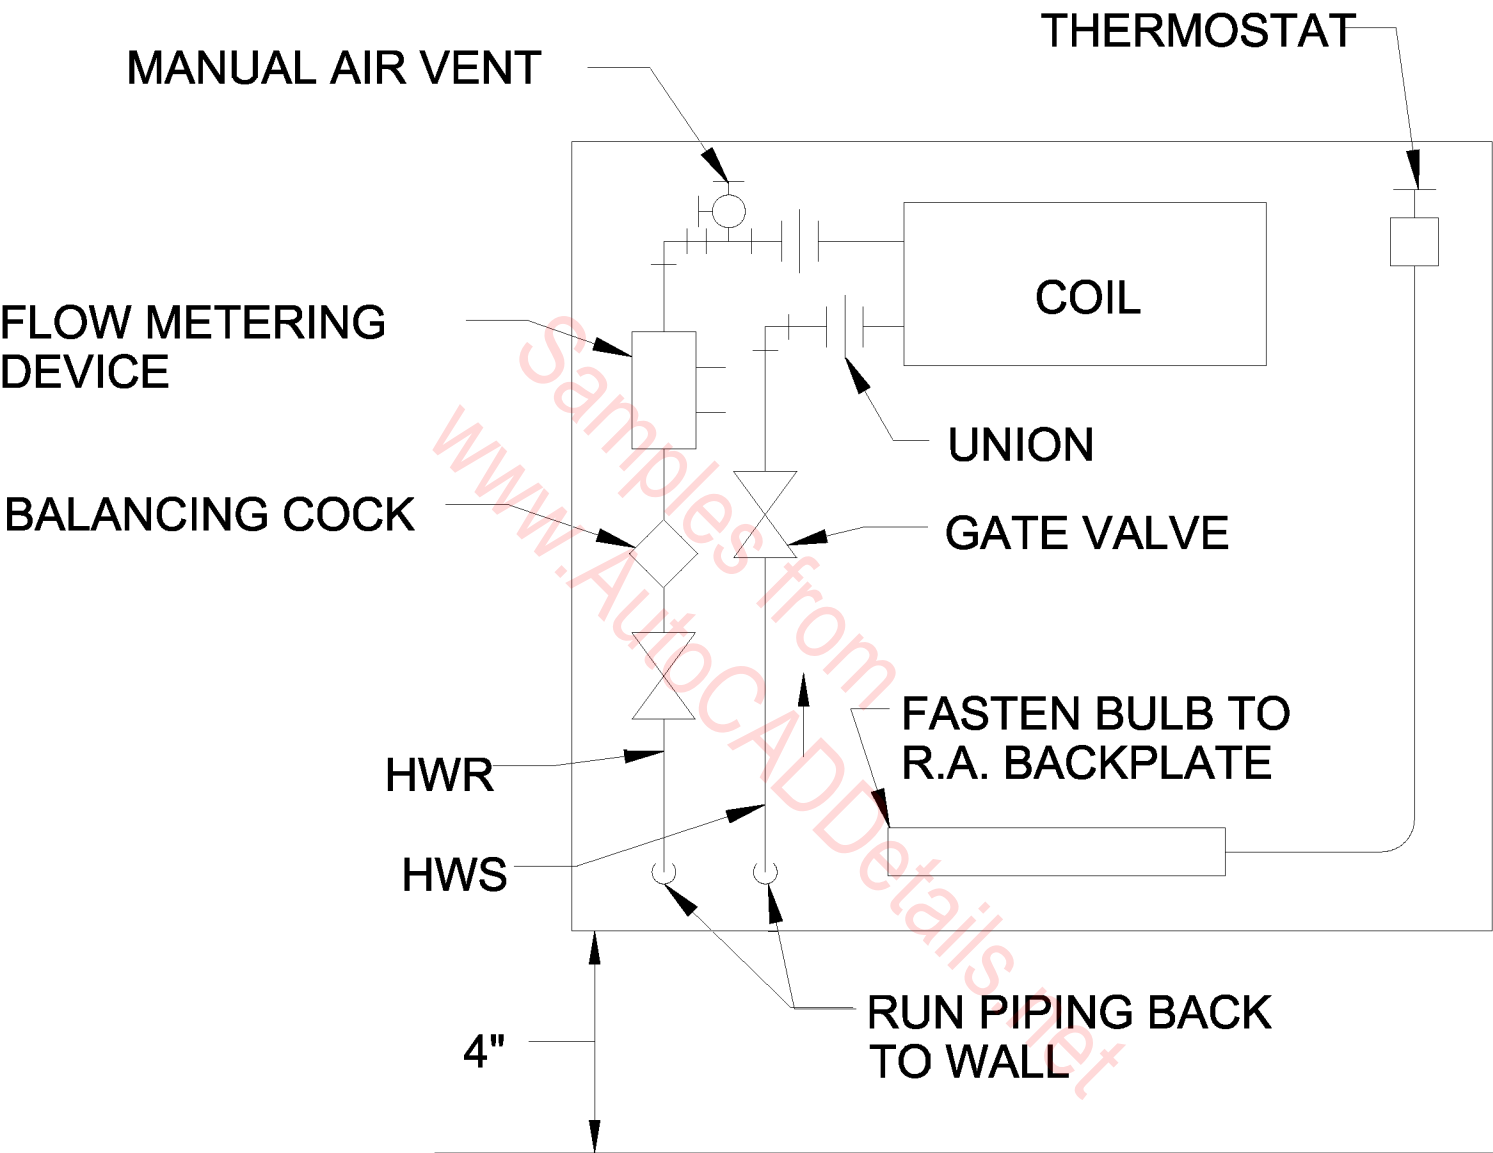 THERMOSTAT
MANUAL AIR VENT
COIL
FLOW METERING
DEVICE
UNION
BALANCING COCK
GATE VALVE
FASTEN BULB TO
R.A. BACKPLATE
HWR
HWS
RUN PIPING BACK
TO WALL
4"
Samples from
www.AutoCADDetails.net